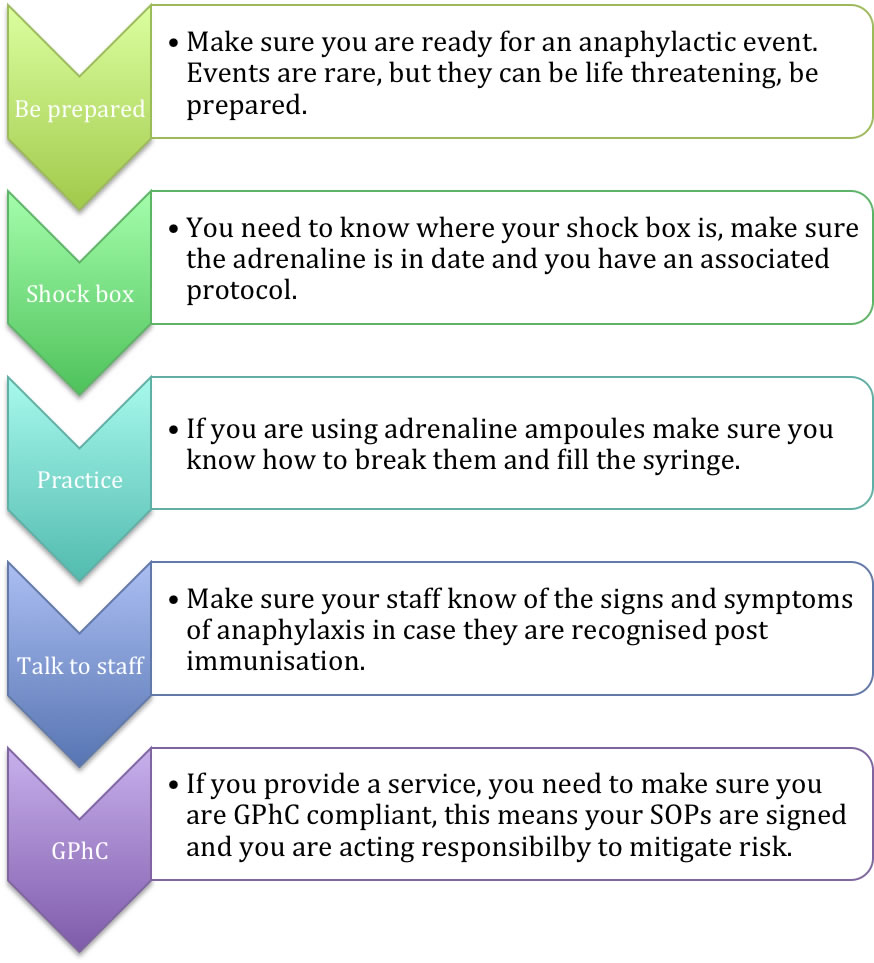 Be prepared
• Make sure you are ready for an anaphylactic event.
Events are rare, but they can be life threatening, be
prepared.
Shock box
• You need to know where your shock box is, make sure
the adrenaline is in date and you have an associated
protocol.
Practice
• If you are using adrenaline ampoules make sure you
know how to break them and fill the syringe.
Talk to staff
• Make sure your staff know of the signs and symptoms
of anaphylaxis in case they are recognised post
immunisation.
GPhC
• If you provide a service, you need to make sure you
are GPhC compliant, this means your SOPs are signed
and you are acting responsibilby to mitigate risk.